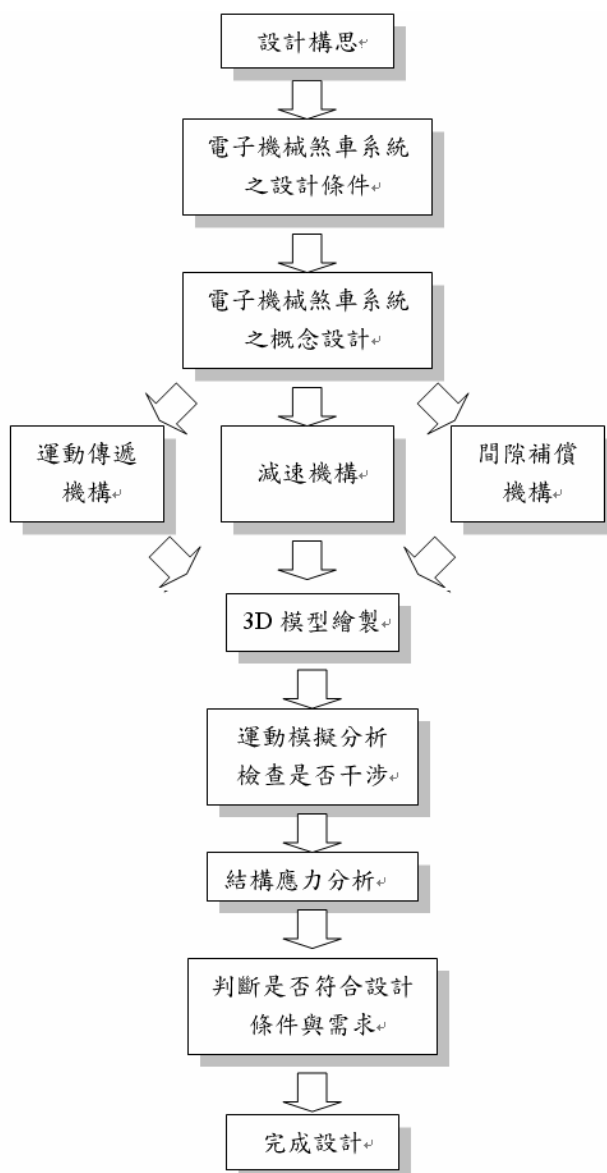 設計構思
電子機械煞車系統
之設計條件
電子機械煞車系統
之概念設計
運動傳遞
機構
減速機構
間隙補償
機構
3D 模型繪製
運動模擬分析
檢查是否干涉
結構應力分析
判斷是否符合設計
條件與需求
完成設計